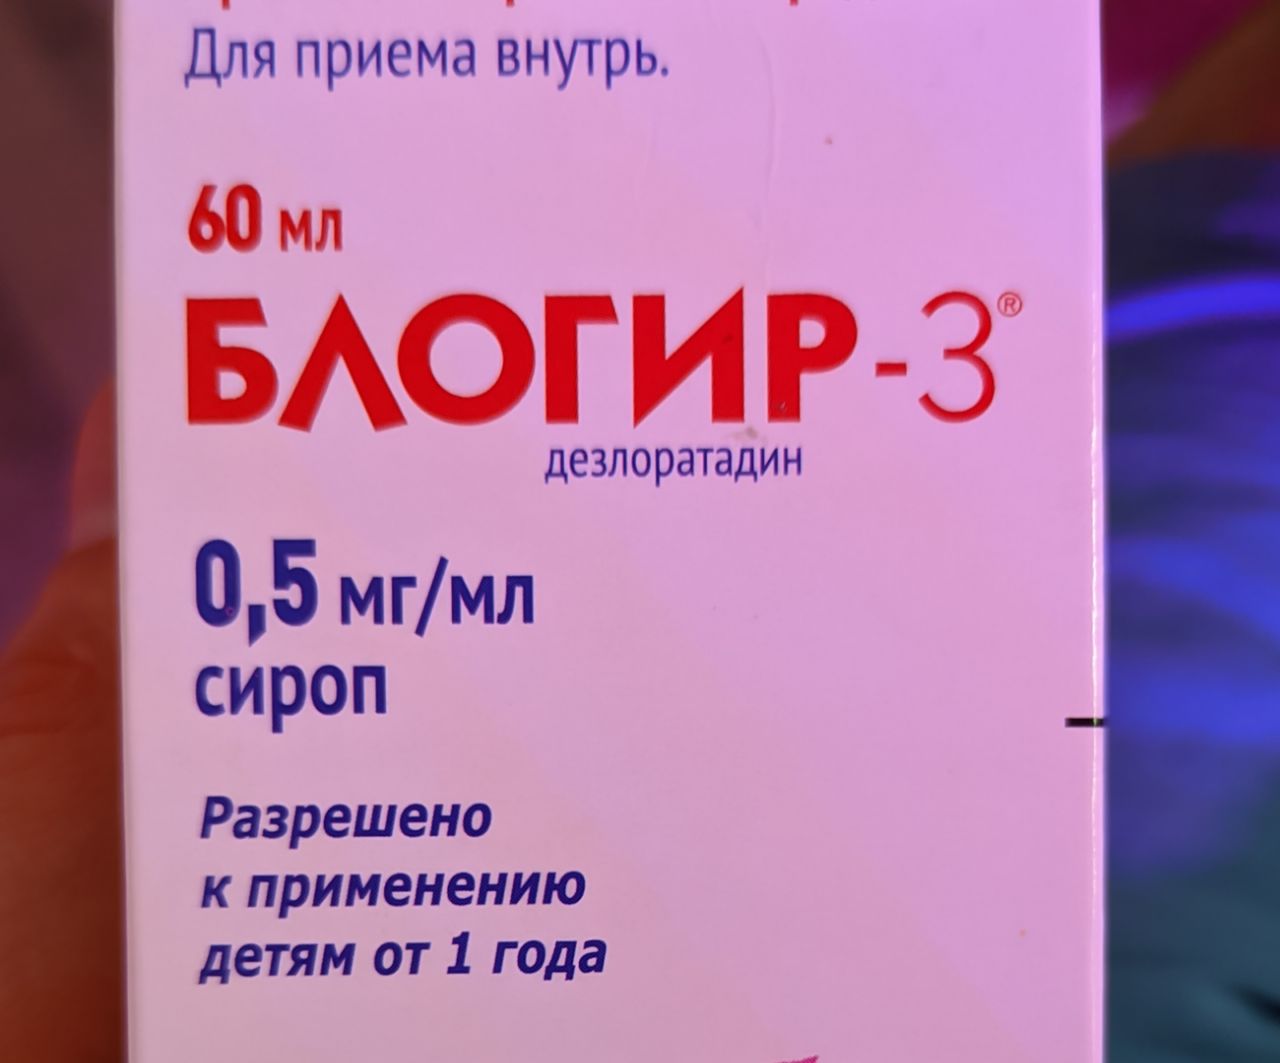 Для приема внутрь.
60 мл
БЛОГИР-3®
дезлоратадин
0,5 мг/мл
сироп
Разрешено
к применению
детям от 1 года